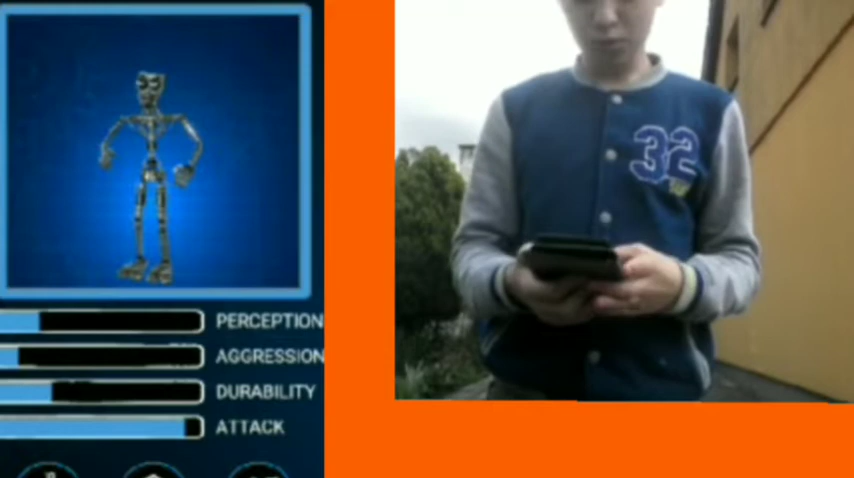 PERCEPTION
AGGRESSION
DURABILITY
ATTACK
32